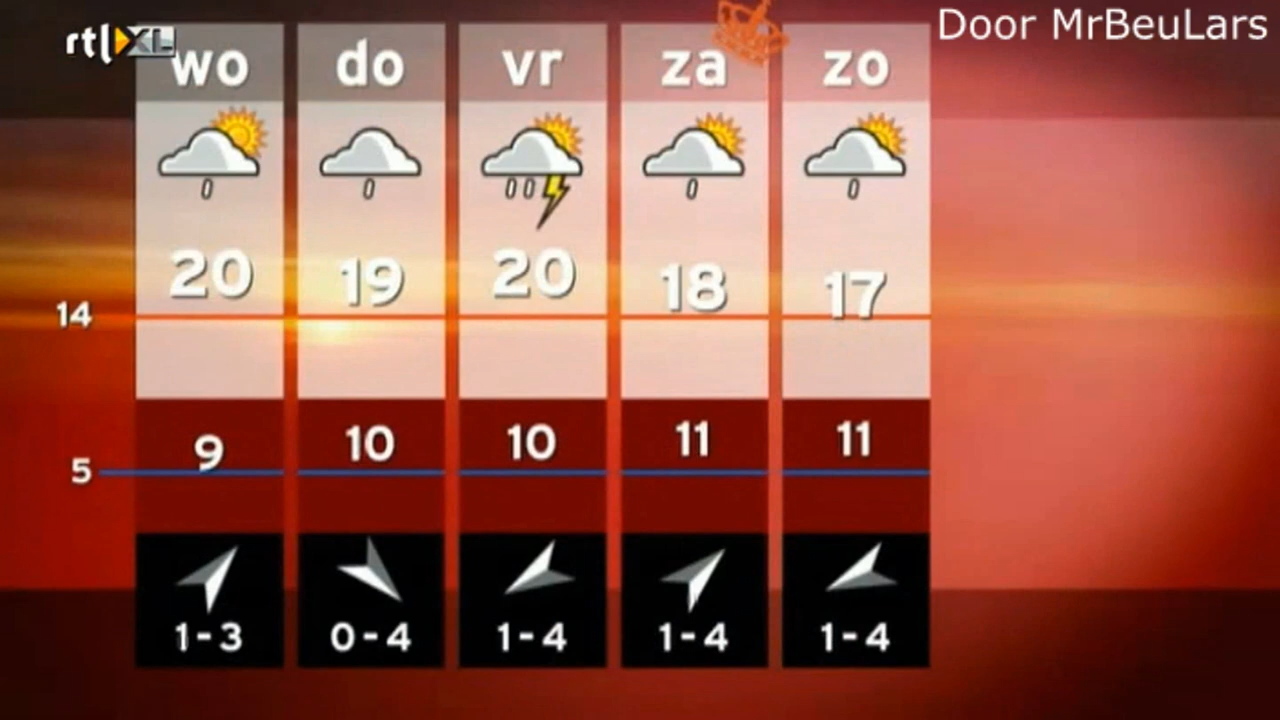 Door MrBeuLars
rtl XL
wo do vr za zo
20 19 20 18 17
14
9 10 10 11 11
5
1-3 0-4 1-4 1-4 1-4